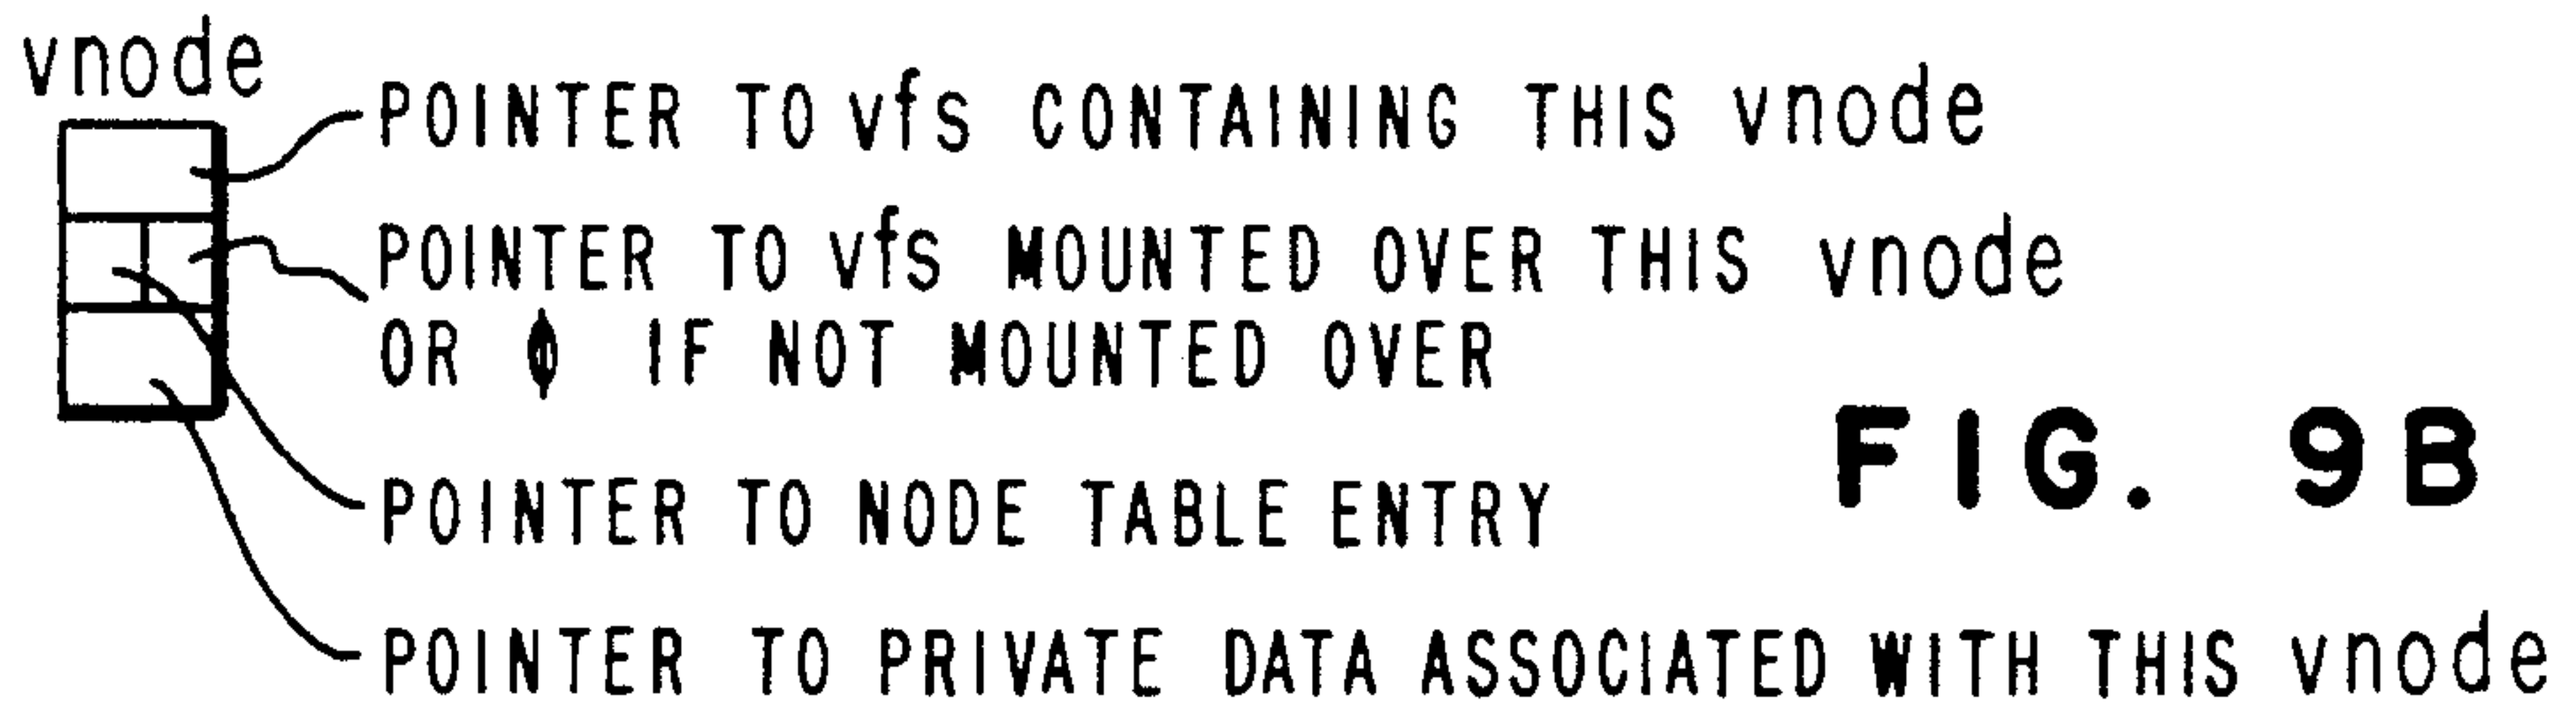 vnode
POINTER TO vfs CONTAINING THIS vnode
POINTER TO vfs MOUNTED OVER THIS vnode
OR ϕ IF NOT MOUNTED OVER
FIG. 9B
POINTER TO NODE TABLE ENTRY
POINTER TO PRIVATE DATA ASSOCIATED WITH THIS vnode